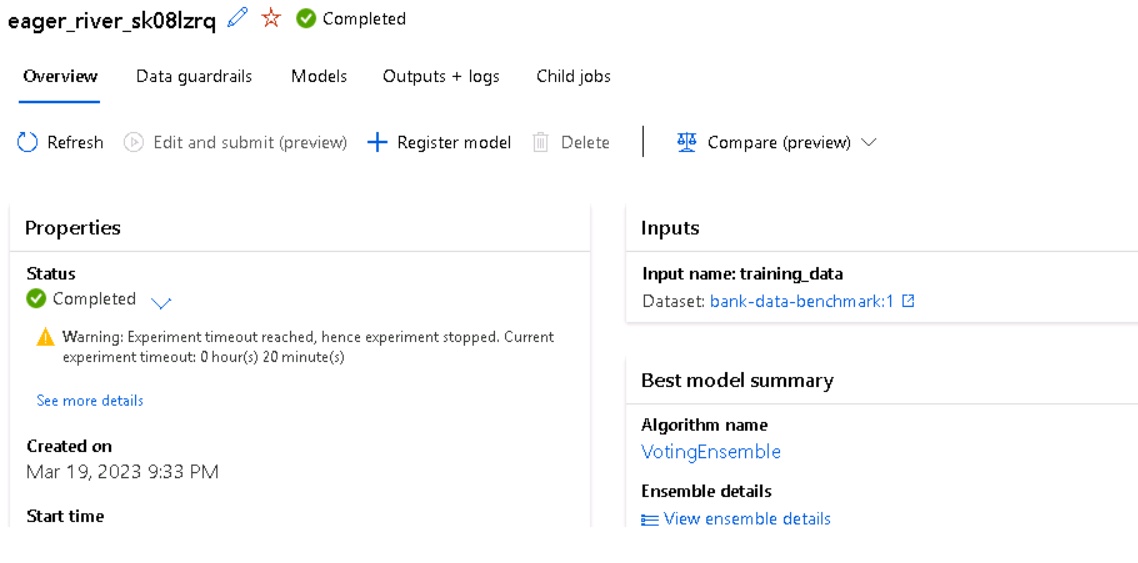 eager_river_sk08lzrq Completed
Overview Data guardrails Models Outputs + logs Child jobs
Refresh Edit and submit (preview) Register model Delete Compare (preview)
Properties
Status
Completed
Warning: Experiment timeout reached, hence experiment stopped. Current
experiment timeout: 0 hour(s) 20 minute(s)
See more details
Created on
Mar 19, 2023 9:33 PM
Start time
Inputs
Input name: training_data
Dataset: bank-data-benchmark:1
Best model summary
Algorithm name
VotingEnsemble
Ensemble details
View ensemble details